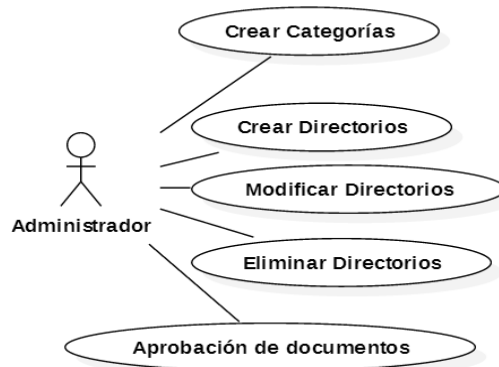 Crear Categorías
Crear Directorios
Modificar Directorios
Administrador
Eliminar Directorios
Aprobación de documentos